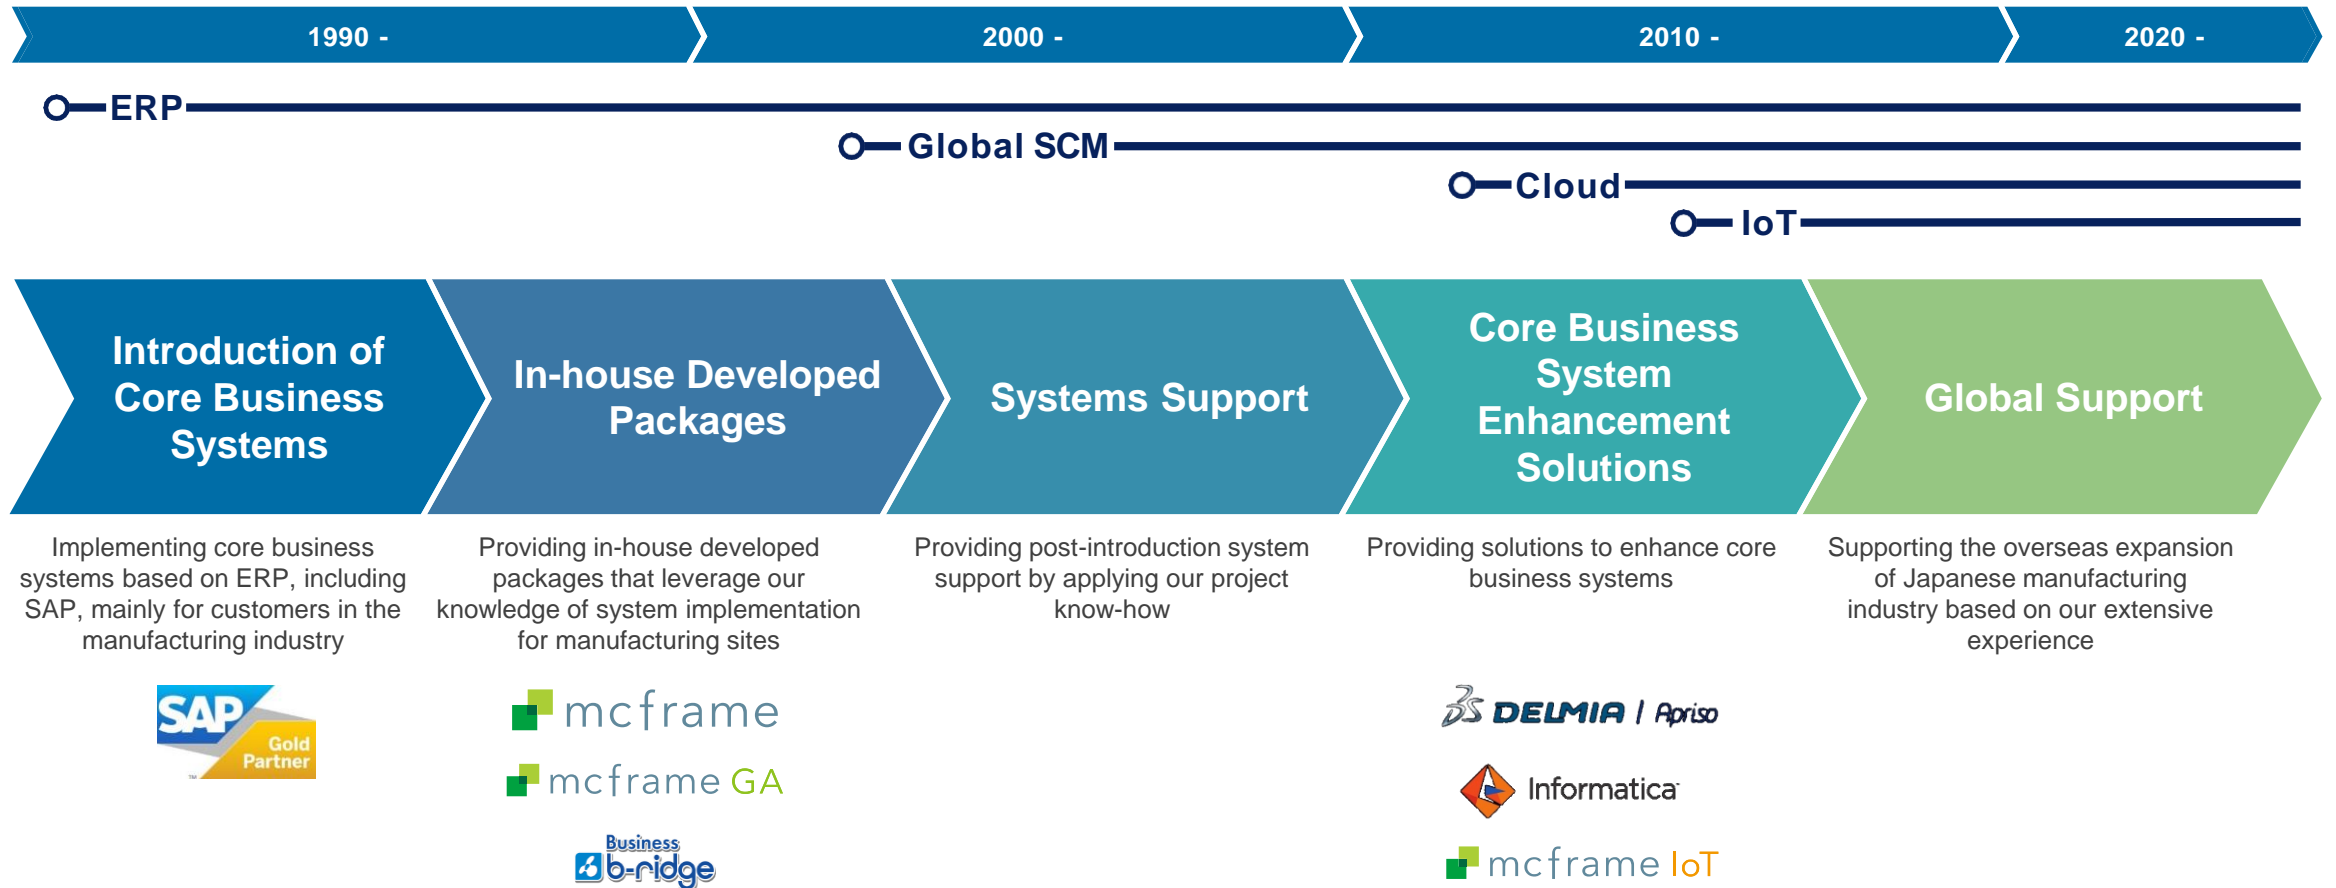 1990 -
2000 -
2010 -
2020 -
ERP
Global SCM
Cloud
IoT
Introduction of
Core Business
Systems
In-house Developed
Packages
Systems Support
Core Business
System
Enhancement
Solutions
Global Support
Implementing core business
systems based on ERP, including
SAP, mainly for customers in the
manufacturing industry
Providing in-house developed
packages that leverage our
knowledge of system implementation
for manufacturing sites
Providing post-introduction system
support by applying our project
know-how
Providing solutions to enhance core
business systems
Supporting the overseas expansion
of Japanese manufacturing
industry based on our extensive
experience
SAP
Gold
Partner
TM
mcframe
mcframe GA
Business
b-ridge
3S DELMIA | Apriso
Informatica
mcframe IoT